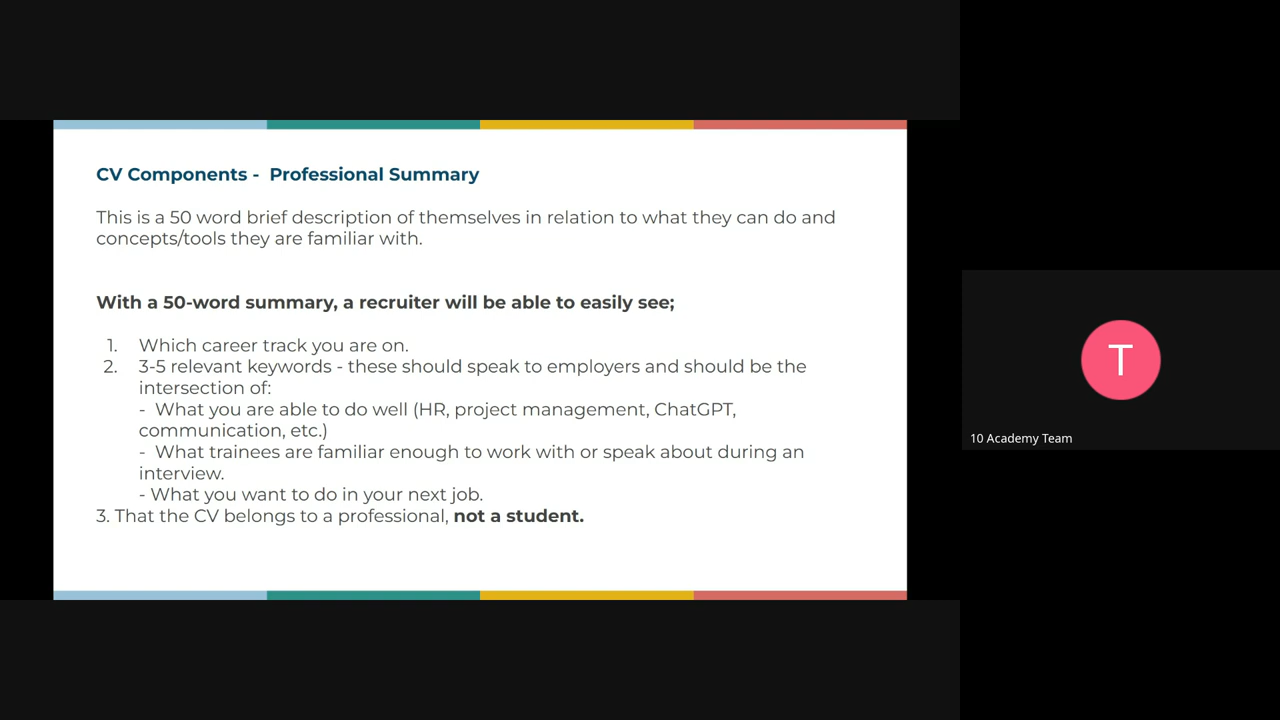 CV Components - Professional Summary
This is a 50 word brief description of themselves in relation to what they can do and
concepts/tools they are familiar with.
With a 50-word summary, a recruiter will be able to easily see;
1. Which career track you are on.
2. 3-5 relevant keywords - these should speak to employers and should be the
intersection of:
- What you are able to do well (HR, project management, ChatGPT,
communication, etc.)
- What trainees are familiar enough to work with or speak about during an
interview.
- What you want to do in your next job.
3. That the CV belongs to a professional, not a student.
T
10 Academy Team